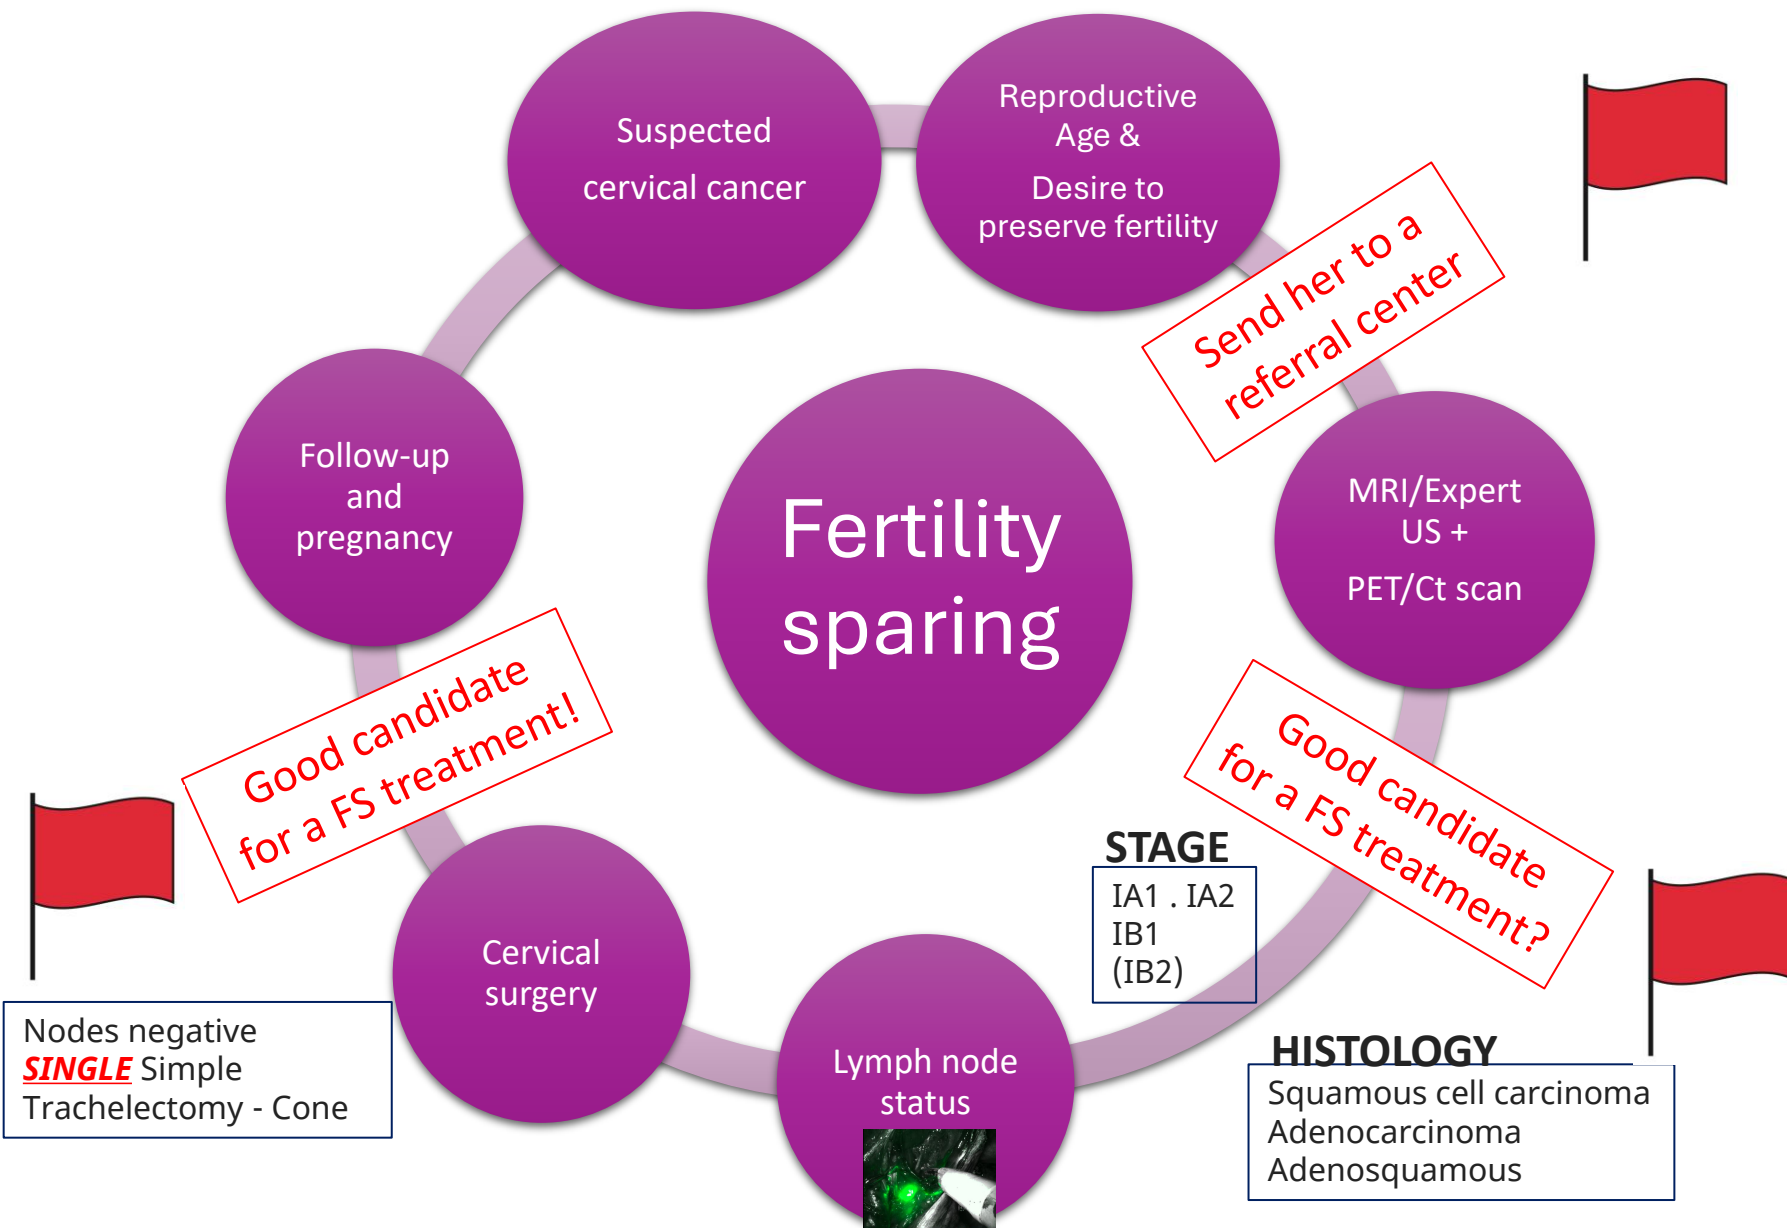 Suspected
cervical cancer
Reproductive
Age &
Desire to
preserve fertility
Send her to a
referral center
MRI/Expert
US +
PET/Ct scan
Good candidate
for a FS treatment?
STAGE
IA1 . IA2
IB1
(IB2)
HISTOLOGY
Squamous cell carcinoma
Adenocarcinoma
Adenosquamous
Lymph node
status
Cervical
surgery
Nodes negative
SINGLE Simple
Trachelectomy - Cone
Good candidate
for a FS treatment!
Follow-up
and
pregnancy
Fertility
sparing